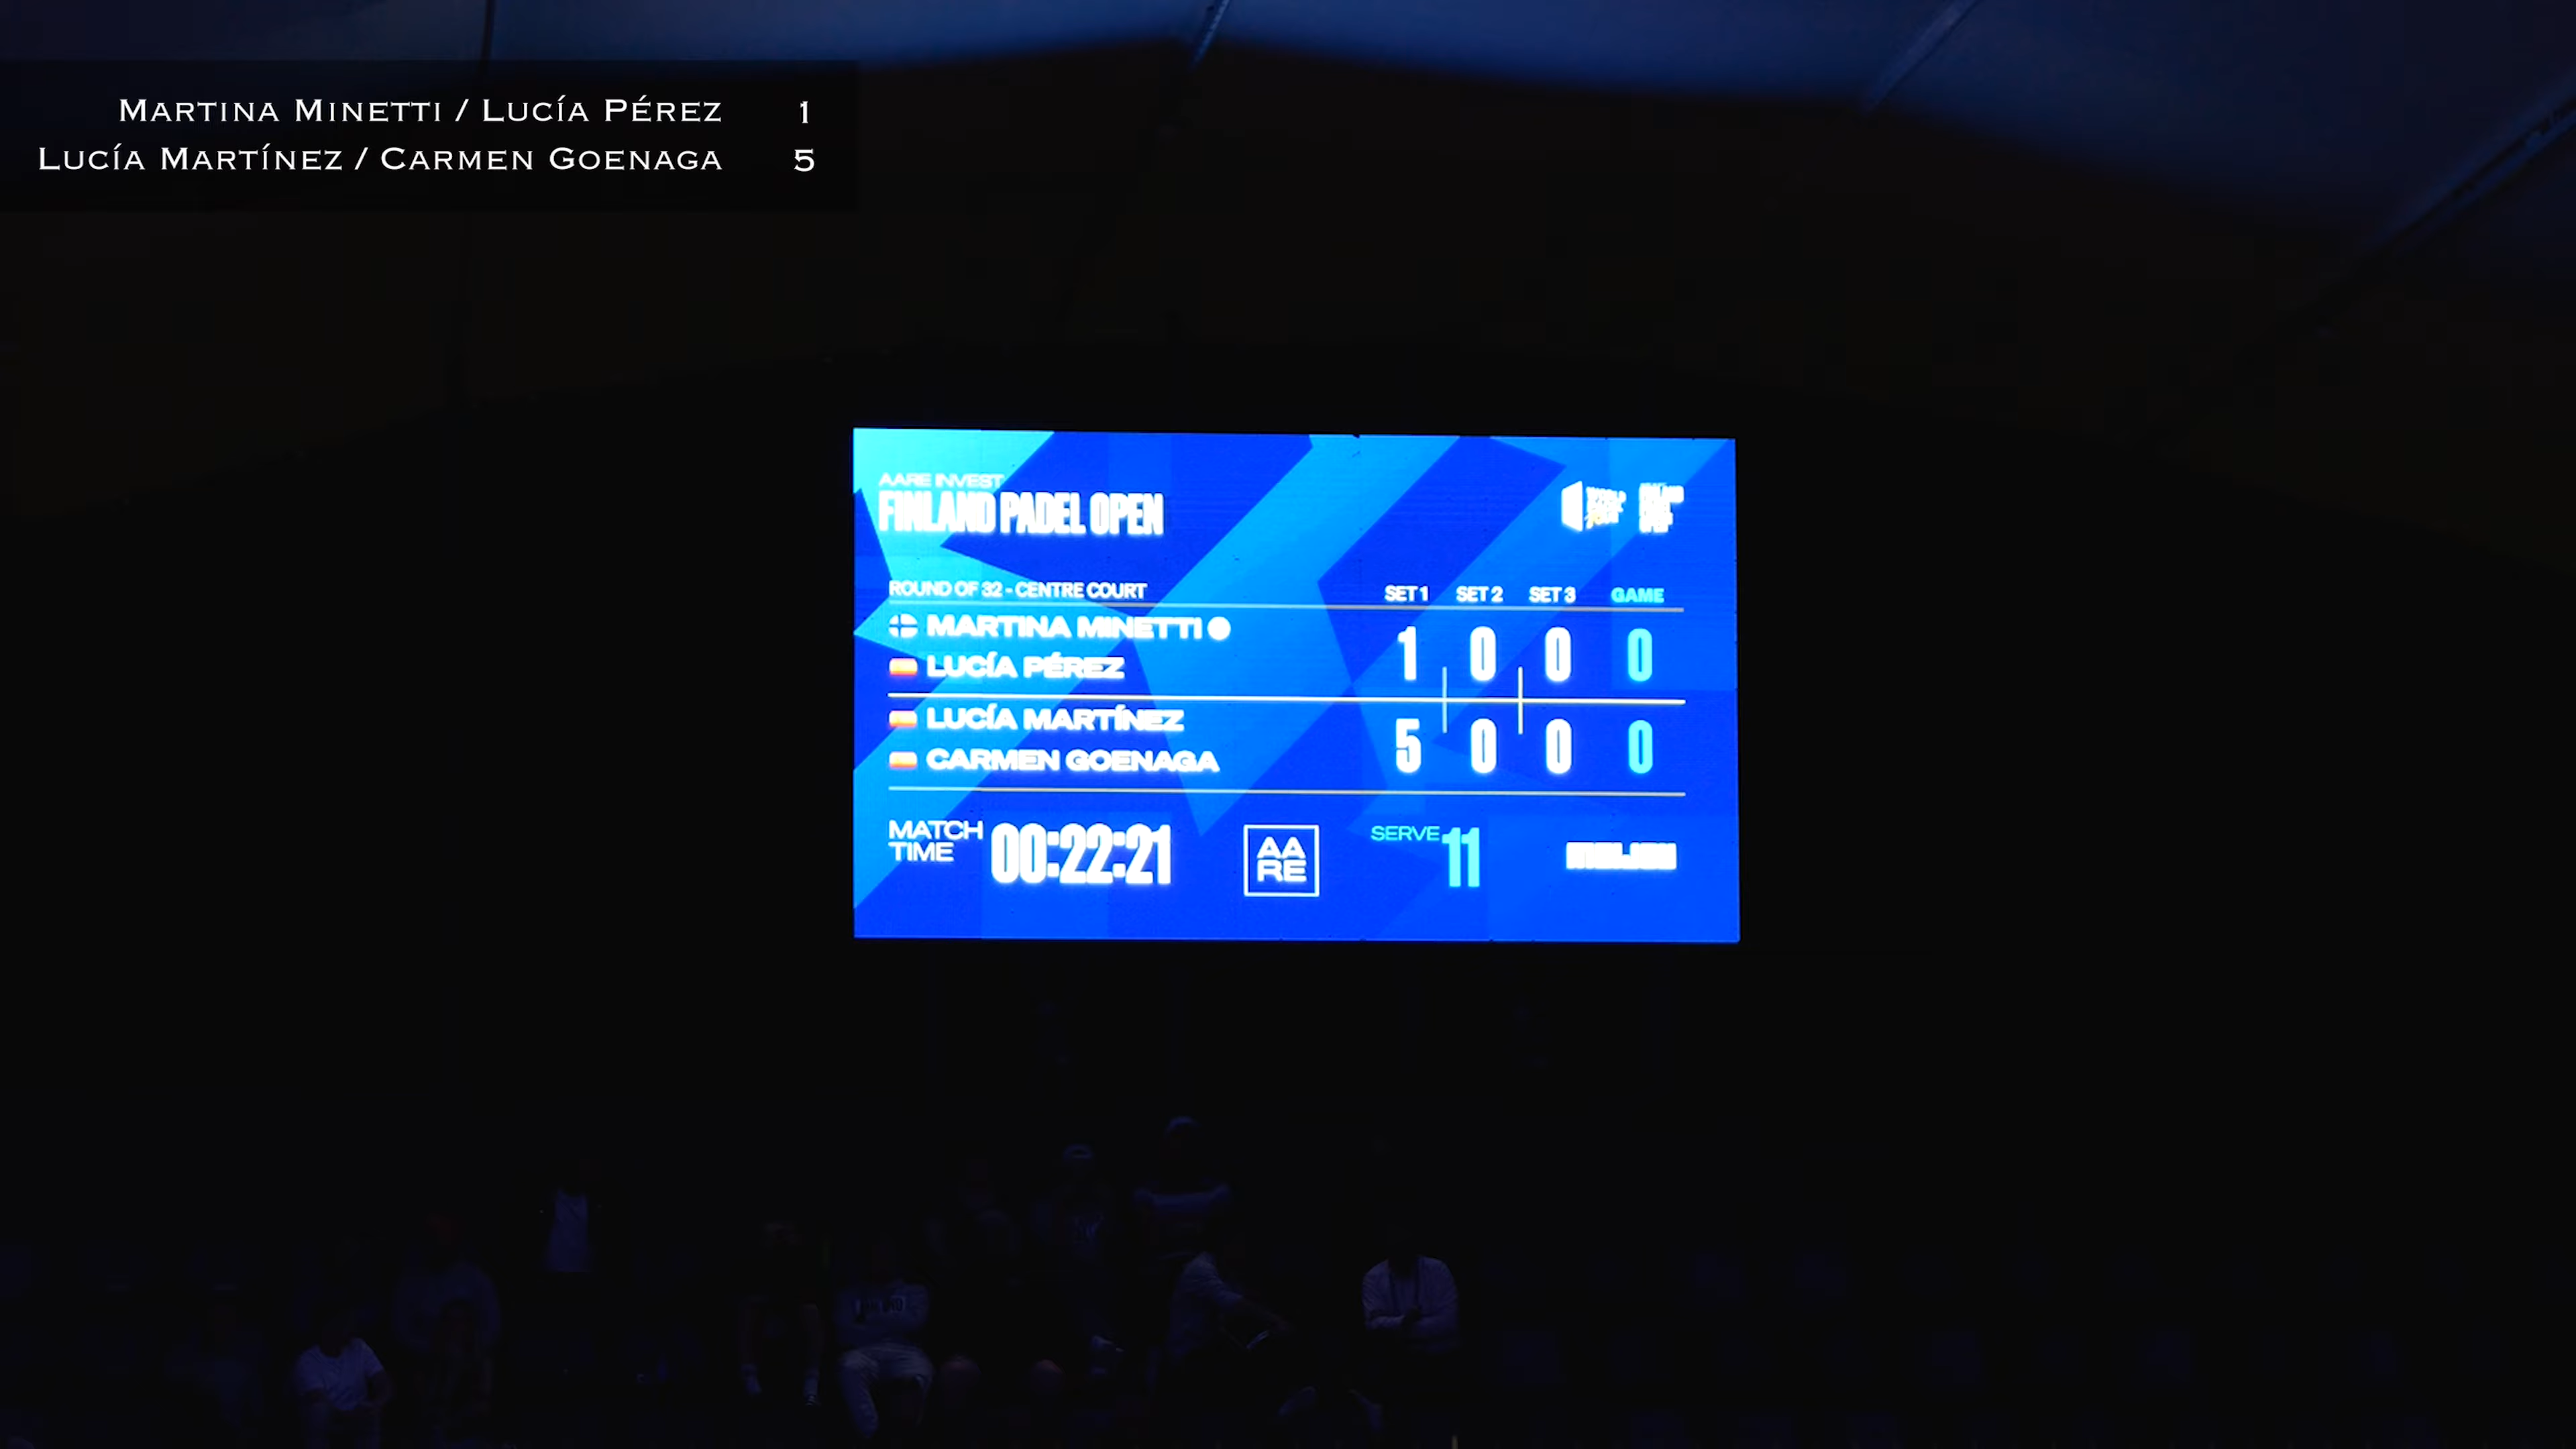 MARTINA MINETTI / LUCÍA PÉREZ 1
LUCÍA MARTÍNEZ / CARMEN GOENAGA 5
AARE INVEST
FINLAND PADEL OPEN
ROUND OF 32 - CENTRE COURT SET 1 SET 2 SET 3 GAME
MARTINA MINETTI
LUCÍA PÉREZ
1 0 0 0
LUCÍA MARTÍNEZ
CARMEN GOENAGA
5 0 0 0
MATCH TIME 00:22:21
AARE
SERVE 11